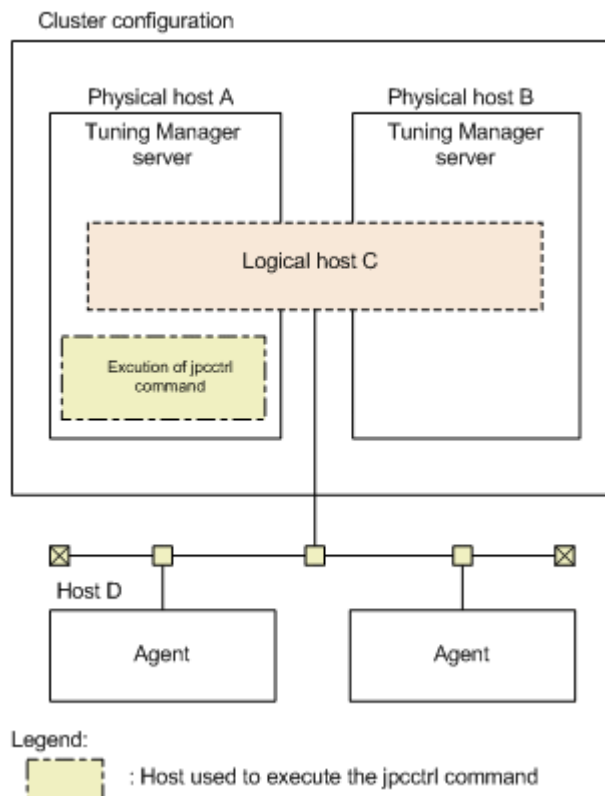 Cluster configuration
Physical host A
Physical host B
Tuning Manager
server
Tuning Manager
server
Logical host C
Excution of jpcctrl
command
Host D
Agent
Agent
Legend:
: Host used to execute the jpcctrl command